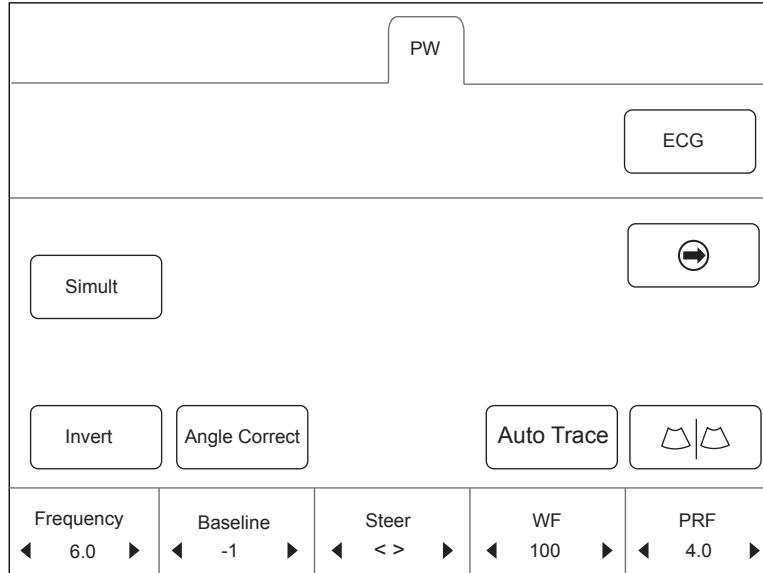 PW
ECG
Simult
Invert
Angle Correct
Auto Trace
Frequency
Baseline
Steer
WF
PRF
6.0
-1
< >
100
4.0